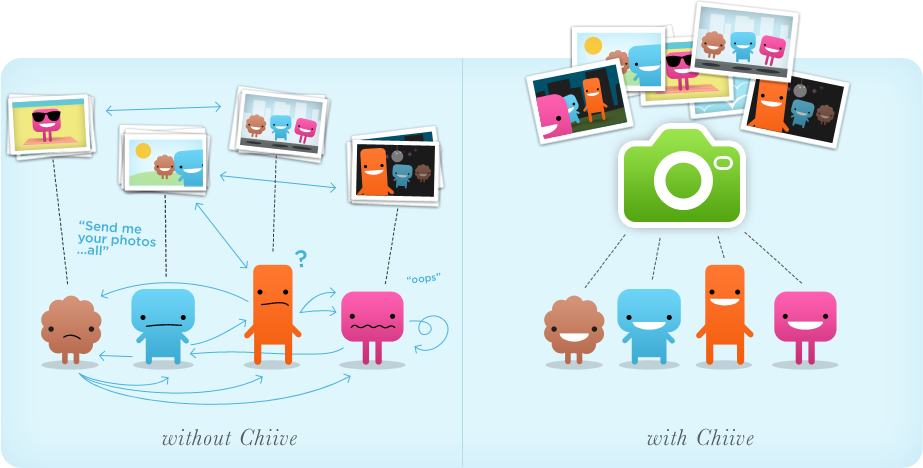 "Send me
your photos
...all"
?
"oops"
without Chiive
with Chiive